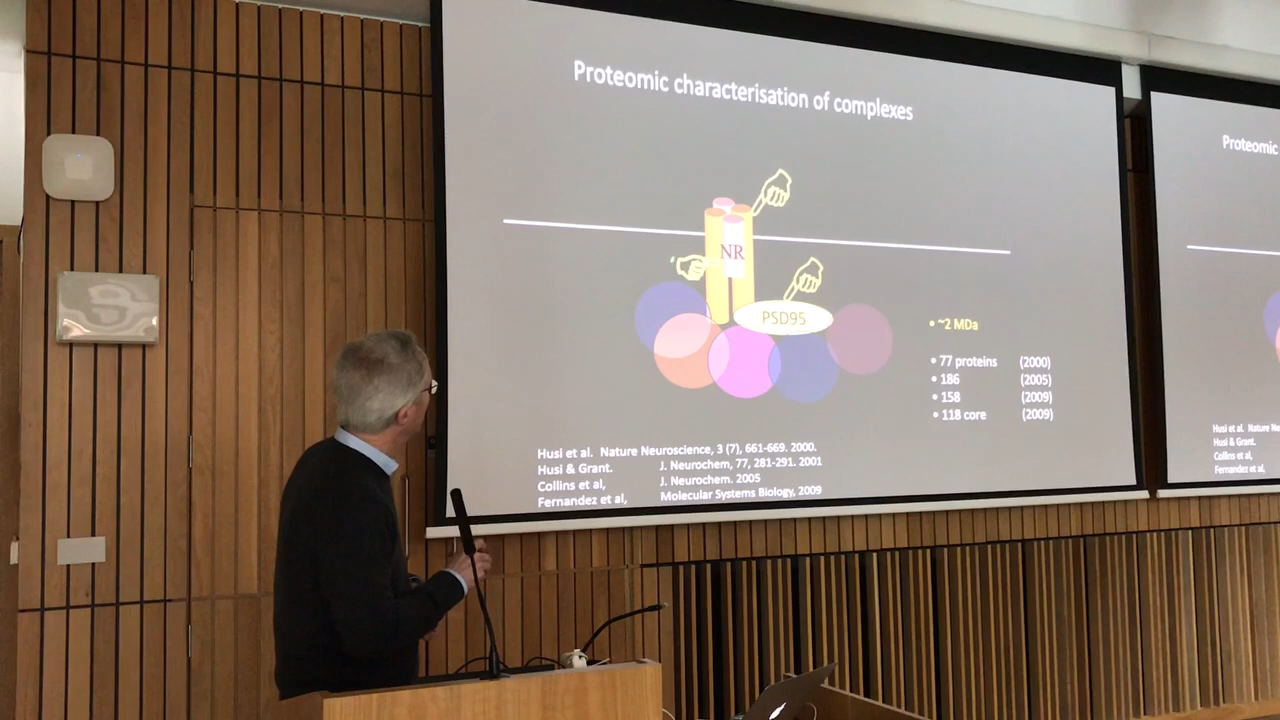 Proteomic characterisation of complexes
NR
PSD95
• ~2 MDa
• 77 proteins (2000)
• 186 (2005)
• 158 (2009)
• 118 core (2009)
Husi et al. Nature Neuroscience, 3 (7), 661-669. 2000.
Husi & Grant. J. Neurochem, 77, 281-291. 2001
Collins et al, J. Neurochem. 2005
Fernandez et al, Molecular Systems Biology, 2009
Proteomic
Husi et al. Nature Ne
Husi & Grant.
Collins et al,
Fernandez et al,